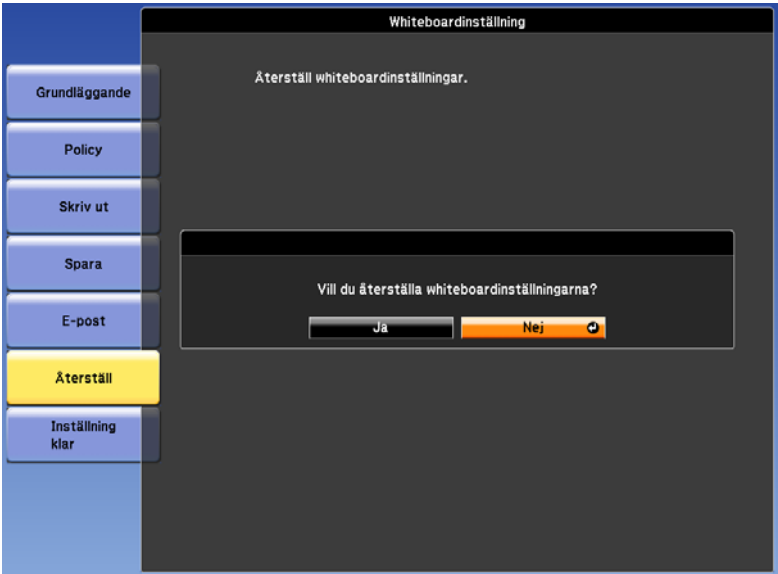 Whiteboardinställning
Återställ whiteboardinställningar.
Grundläggande
Policy
Skriv ut
Spara
E-post
Återställ
Inställning
klar
Vill du återställa whiteboardinställningarna?
Ja
Nej